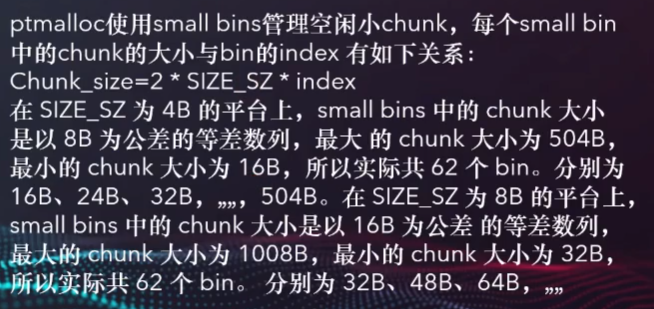 ptmalloc使用small bins管理空闲小chunk，每个small bin
中的chunk的大小与bin的index 有如下关系：
Chunk_size=2 * SIZE_SZ * index
在 SIZE_SZ 为 4B 的平台上，small bins 中的 chunk 大小
是以 8B 为公差的等差数列，最大 的 chunk 大小为 504B，
最小的 chunk 大小为 16B，所以实际共 62 个 bin。分别为
16B、24B、 32B，„„，504B。在 SIZE_SZ 为 8B 的平台上，
small bins 中的 chunk 大小是以 16B 为公差 的等差数列，
最大的 chunk 大小为 1008B，最小的 chunk 大小为 32B，
所以实际共 62 个 bin。 分别为 32B、48B、64B，„„